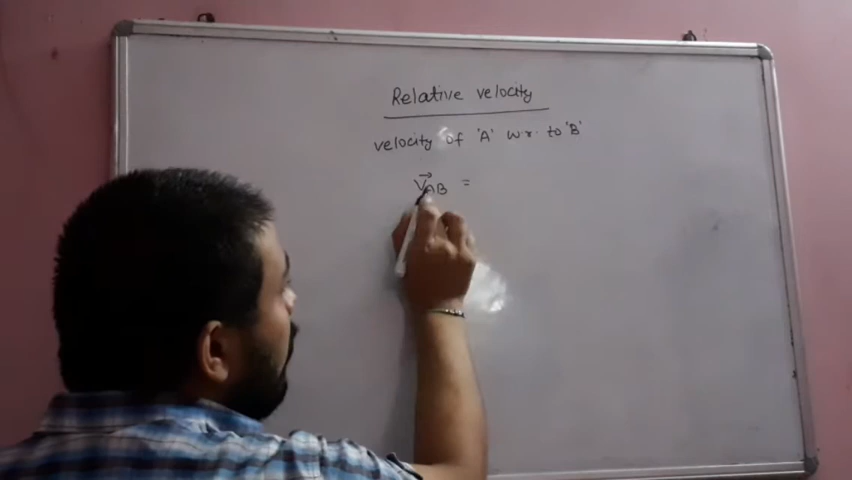 Relative velocity
velocity of 'A' w.r. to 'B'
V⃗AB =